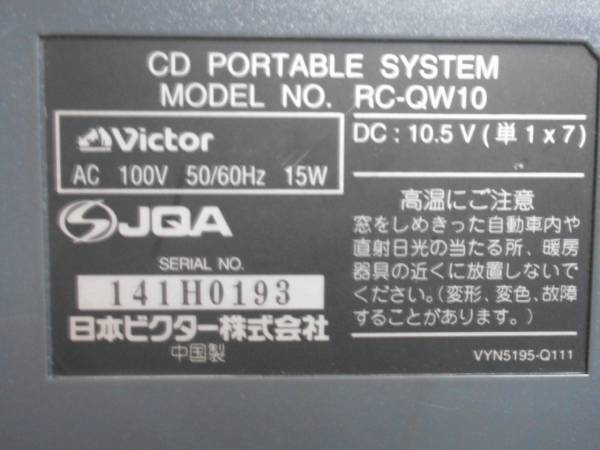 CD PORTABLE SYSTEM
MODEL NO. RC-QW10
Victor
AC 100V 50/60Hz 15W
DC : 10.5 V ( 単1 x 7 )
JQA
SERIAL NO.
141H0193
日本ビクター株式会社
中国製
高温にご注意
窓をしめきった自動車内や
直射日光の当たる所、暖房
器具の近くに放置しないで
ください。(変形、変色、故障
することがあります。)
VYN5195-Q111